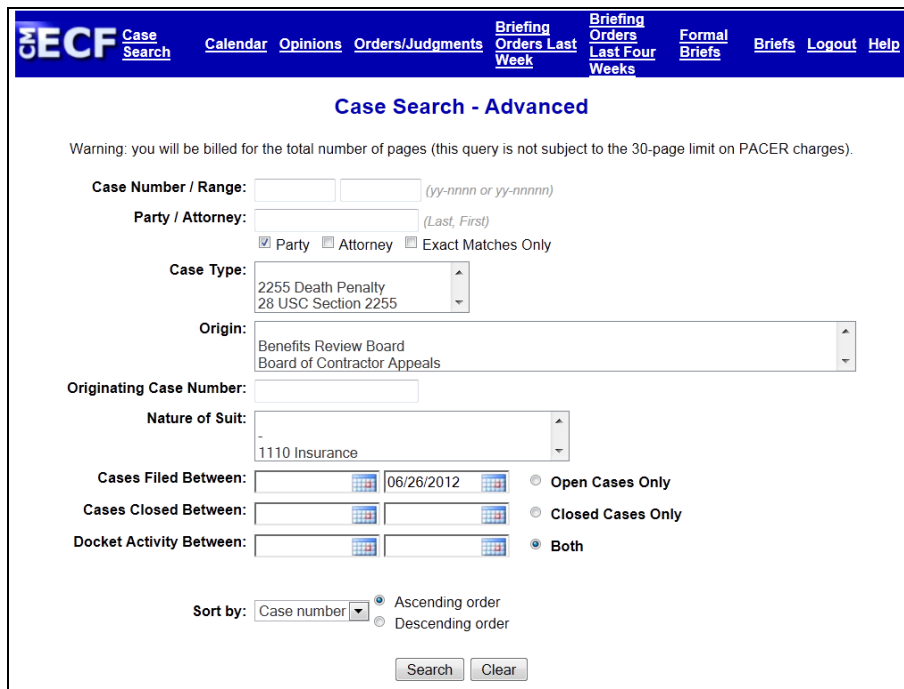 CM ECF Case Search Calendar Opinions Orders/Judgments Briefing Orders Last Week Briefing Orders Last Four Weeks Formal Briefs Briefs Logout Help
Case Search - Advanced
Warning: you will be billed for the total number of pages (this query is not subject to the 30-page limit on PACER charges).
Case Number / Range: (yy-nnnn or yy-nnnnn)
Party / Attorney: (Last, First)
Party Attorney Exact Matches Only
Case Type:
2255 Death Penalty
28 USC Section 2255
Origin:
Benefits Review Board
Board of Contractor Appeals
Originating Case Number:
Nature of Suit:
-
1110 Insurance
Cases Filed Between: 06/26/2012 Open Cases Only
Cases Closed Between: Closed Cases Only
Docket Activity Between: Both
Sort by: Case number Ascending order
Descending order
Search Clear